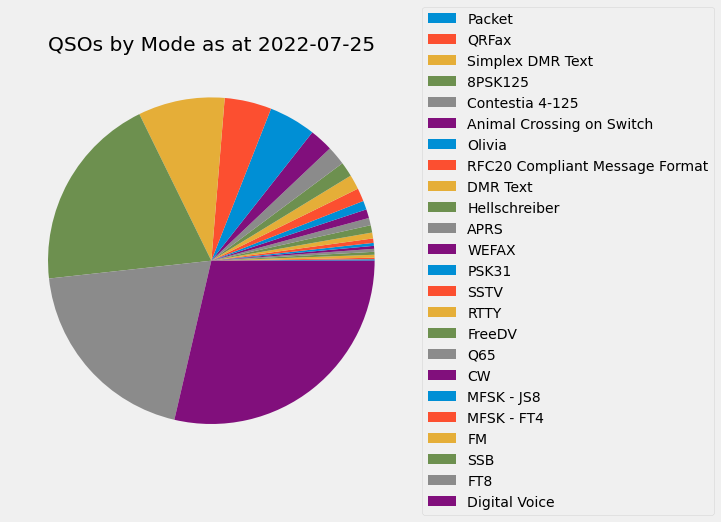 QSOs by Mode as at 2022-07-25
Packet
QRFax
Simplex DMR Text
8PSK125
Contestia 4-125
Animal Crossing on Switch
Olivia
RFC20 Compliant Message Format
DMR Text
Hellschreiber
APRS
WEFAX
PSK31
SSTV
RTTY
FreeDV
Q65
CW
MFSK - JS8
MFSK - FT4
FM
SSB
FT8
Digital Voice